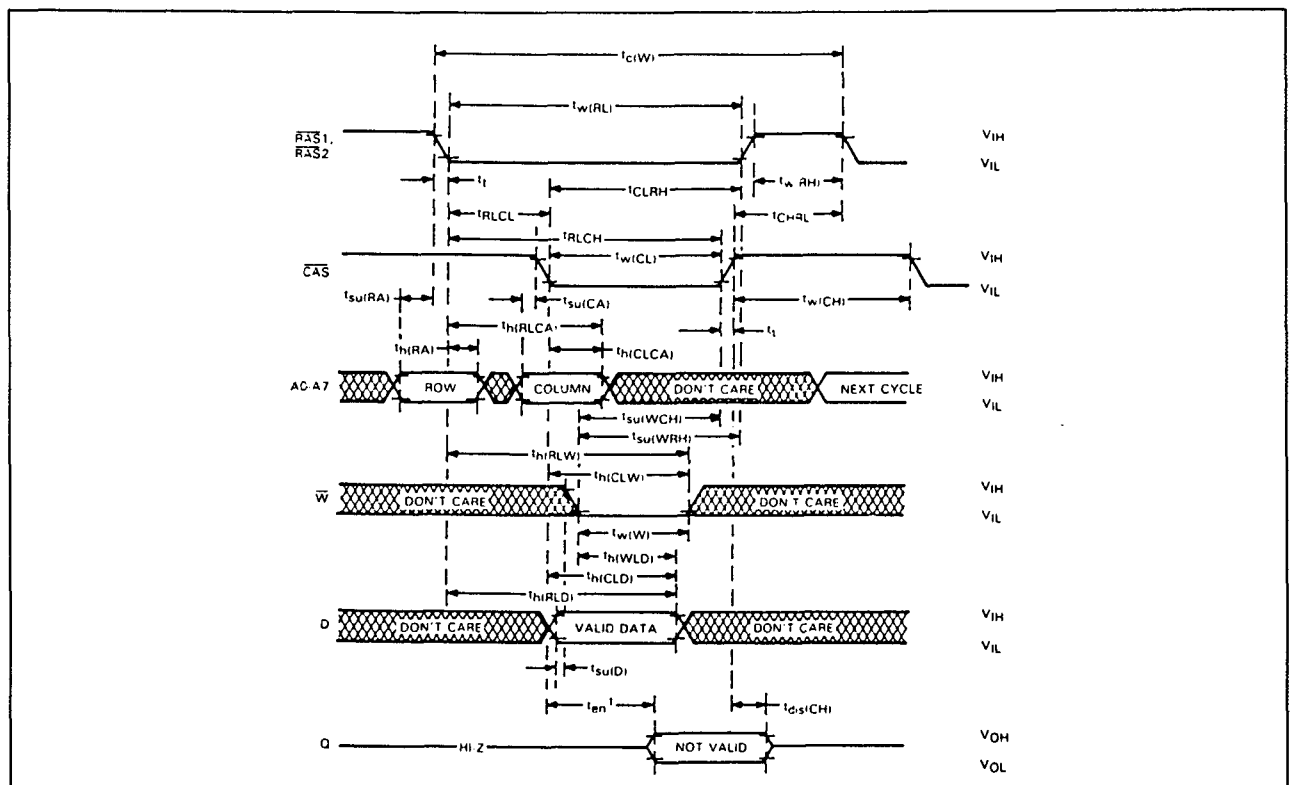 tc(W)
tw(RL)
RAS1,
RAS2
VIH
VIL
tt
tw(RH)
tCLRH
tRLCL
tCHRL
tRLCH
CAS
tw(CL)
VIH
VIL
tsu(RA)
tsu(CA)
tw(CH)
th(RLCA)
tt
th(RA)
th(CLCA)
A0-A7
ROW
COLUMN
DON'T CARE
NEXT CYCLE
VIH
VIL
tsu(WCH)
tsu(WRH)
th(RLW)
th(CLW)
W
DON'T CARE
DON'T CARE
VIH
VIL
tw(W)
th(WLD)
th(CLD)
th(RLD)
D
DON'T CARE
VALID DATA
DON'T CARE
VIH
VIL
tsu(D)
ten†
tdis(CH)
Q
HI-Z
NOT VALID
VOH
VOL